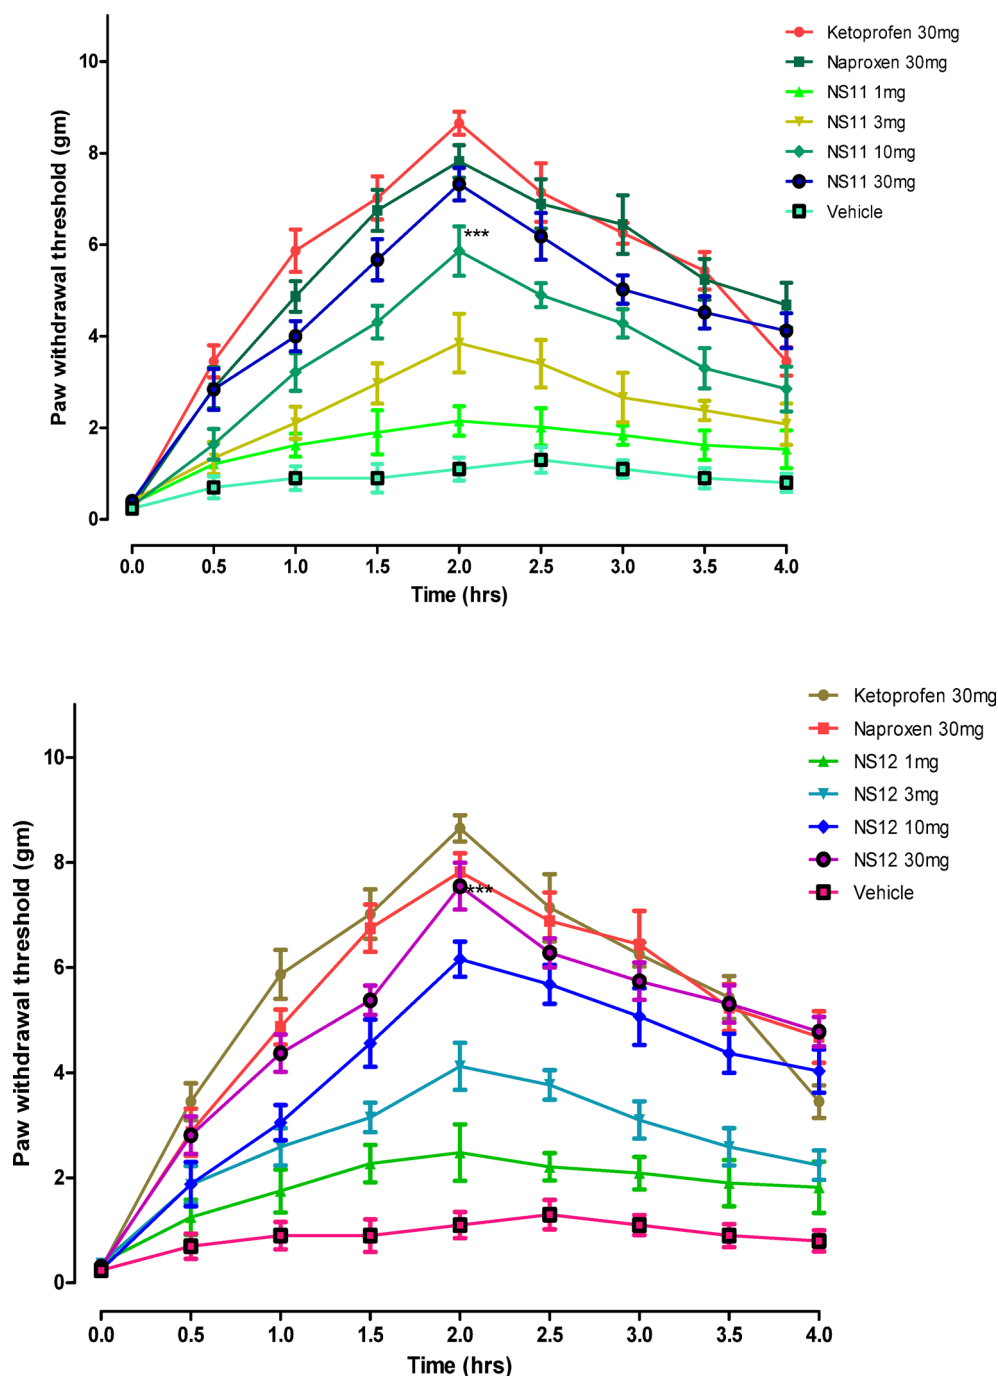 Ketoprofen 30mg
Naproxen 30mg
NS11 1mg
NS11 3mg
NS11 10mg
NS11 30mg
Vehicle
Paw withdrawal threshold (gm)
10
8
6
4
2
0
***
0.0 0.5 1.0 1.5 2.0 2.5 3.0 3.5 4.0
Time (hrs)
Ketoprofen 30mg
Naproxen 30mg
NS12 1mg
NS12 3mg
NS12 10mg
NS12 30mg
Vehicle
Paw withdrawal threshold (gm)
10
8
6
4
2
0
***
0.0 0.5 1.0 1.5 2.0 2.5 3.0 3.5 4.0
Time (hrs)